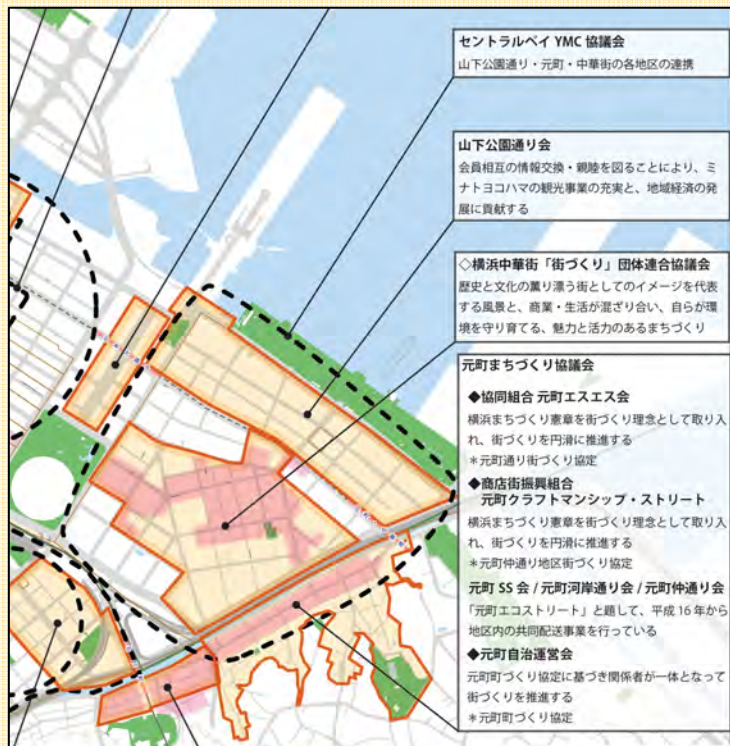 セントラルベイ YMC 協議会
山下公園通り・元町・中華街の各地区の連携
山下公園通り会
会員相互の情報交換・親睦を図ることにより、ミ
ナトヨコハマの観光事業の充実と、地域経済の発
展に貢献する
◇横浜中華街「街づくり」団体連合協議会
歴史と文化の薫り漂う街としてのイメージを代表
する風景と、商業・生活が混ざり合い、自らが環
境を守り育てる、魅力と活力のあるまちづくり
元町まちづくり協議会
◆協同組合 元町エスエス会
横浜まちづくり憲章を街づくり理念として取り入
れ、街づくりを円滑に推進する
＊元町通り街づくり協定
◆商店街振興組合
元町クラフトマンシップ・ストリート
横浜まちづくり憲章を街づくり理念として取り入
れ、街づくりを円滑に推進する
＊元町仲通り地区街づくり協定
元町 SS 会 / 元町河岸通り会 / 元町仲通り会
「元町エコストリート」と題して、平成 16 年から
地区内の共同配送事業を行っている
◆元町自治運営会
元町町づくり協定に基づき関係者が一体となって
街づくりを推進する
＊元町町づくり協定